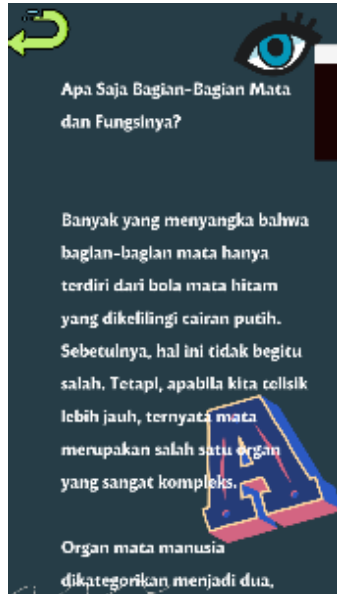 Apa Saja Bagian-Bagian Mata
dan Fungsinya?
Banyak yang menyangka bahwa
bagian-bagian mata hanya
terdiri dari bola mata hitam
yang dikelilingi cairan putih.
Sebetulnya, hal ini tidak begitu
salah. Tetapi, apabila kita telisik
lebih jauh, ternyata mata
merupakan salah satu organ
yang sangat kompleks.
A
Organ mata manusia
dikategorikan menjadi dua,